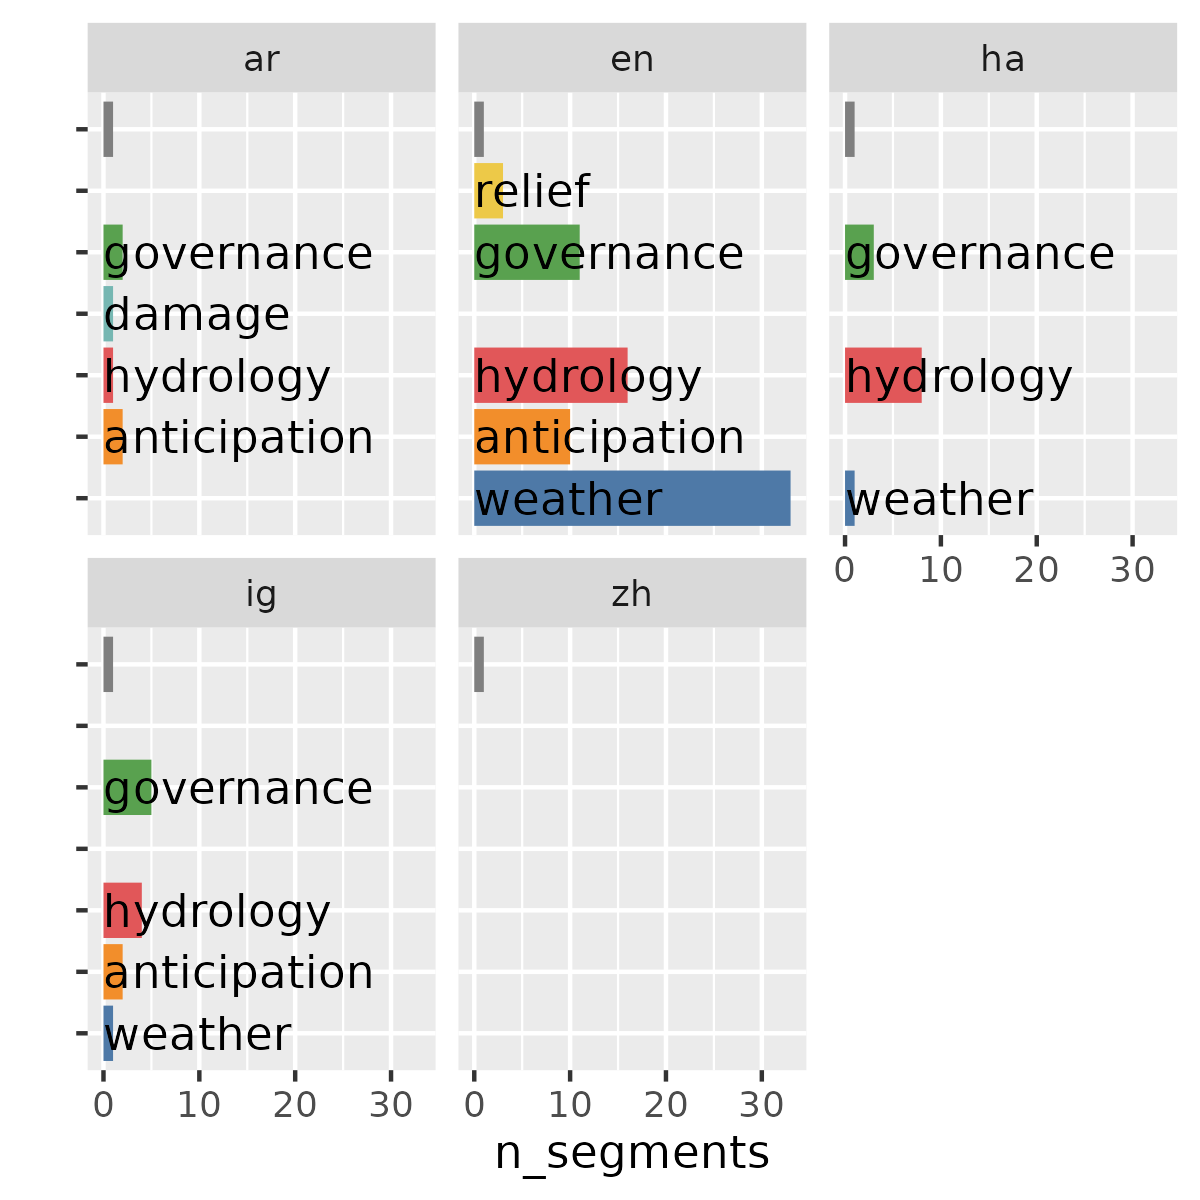 ar
en
ha
relief
governance
governance
governance
damage
hydrology
hydrology
hydrology
anticipation
anticipation
weather
weather
0 10 20 30
ig
zh
governance
hydrology
anticipation
weather
0 10 20 30
0 10 20 30
n_segments